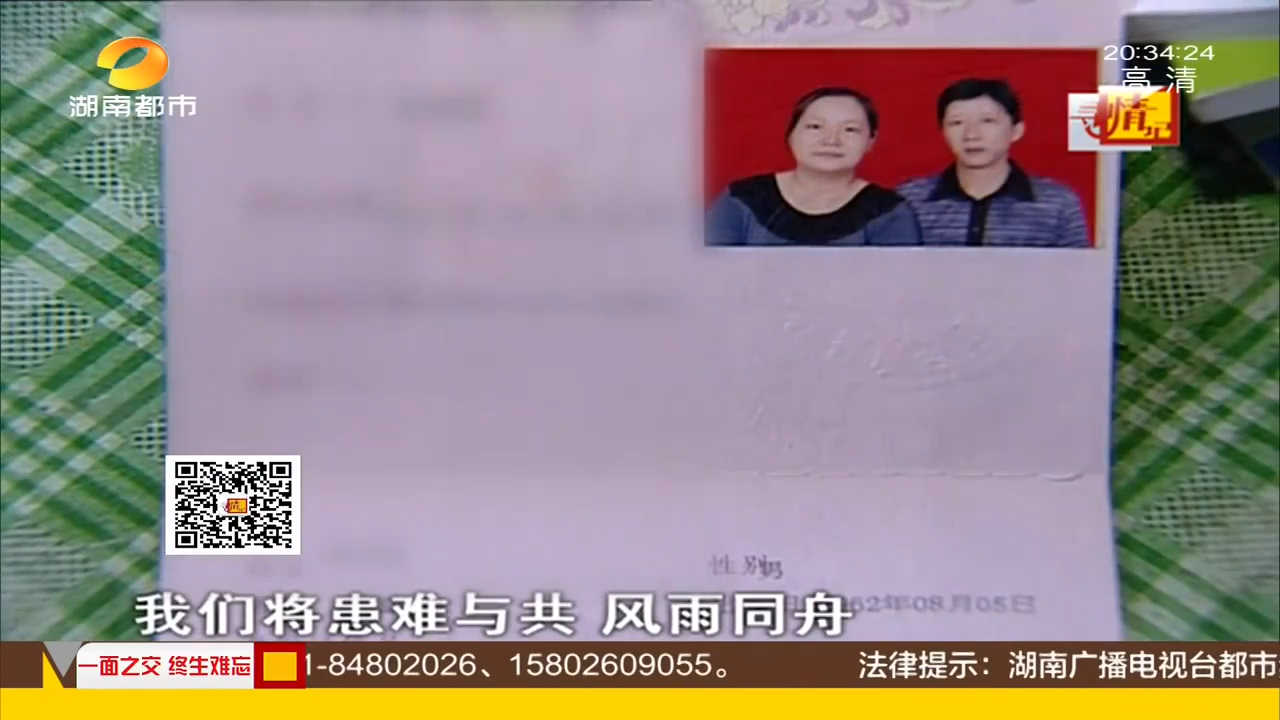 20:34:24
高清
湖南都市
情
性别 男
62年08月05日
我们将患难与共 风雨同舟
一面之交 终生难忘
1-84802026、15802609055。
法律提示：湖南广播电视台都市